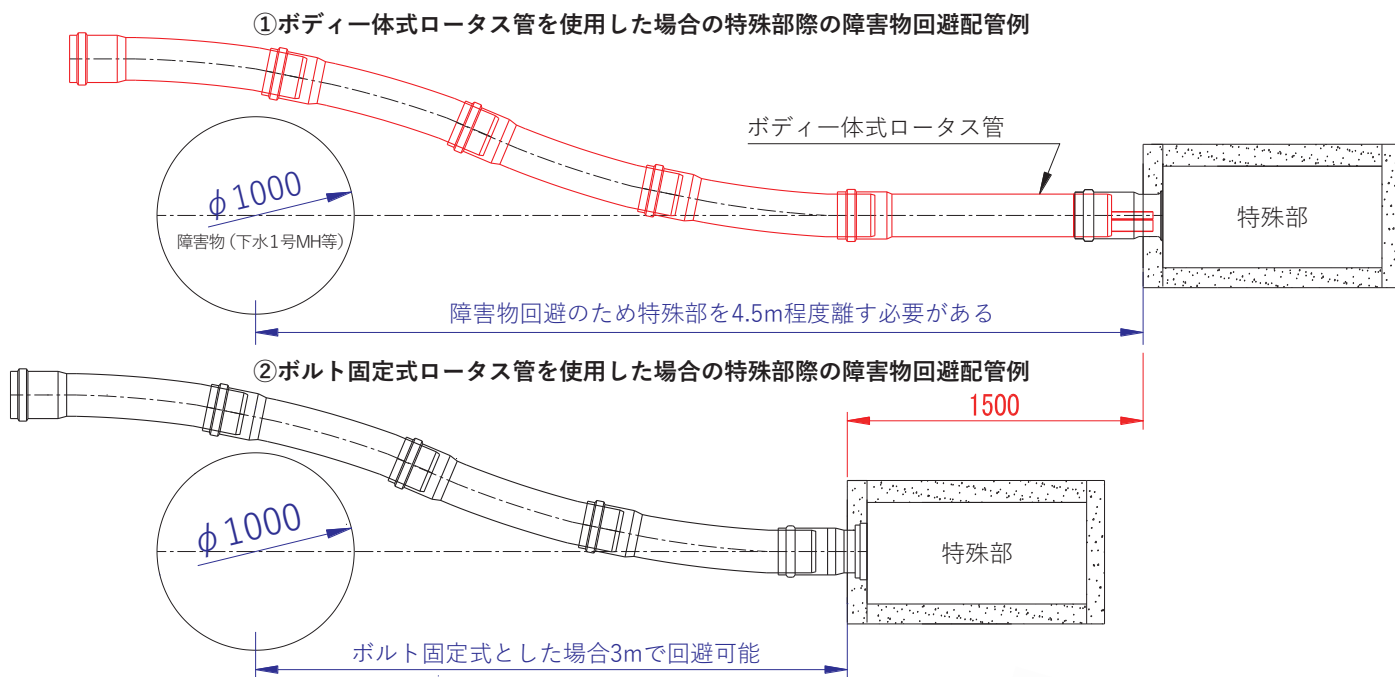 ①ボディ一体式ロータス管を使用した場合の特殊部際の障害物回避配管例
ボディ一体式ロータス管
φ1000
障害物(下水1号MH等)
特殊部
障害物回避のため特殊部を4.5m程度離す必要がある
②ボルト固定式ロータス管を使用した場合の特殊部際の障害物回避配管例
1500
φ1000
特殊部
ボルト固定式とした場合3mで回避可能